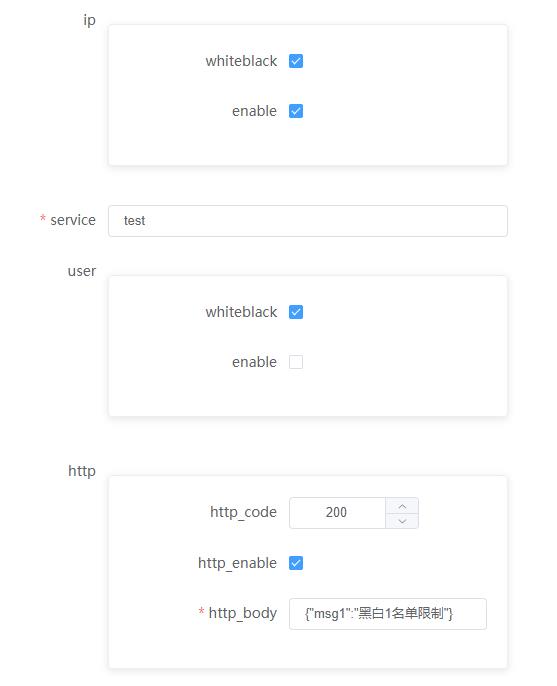 ip
whiteblack
enable
* service test
user
whiteblack
enable
http
http_code 200
http_enable
* http_body {"msg1":"黑白1名单限制"}